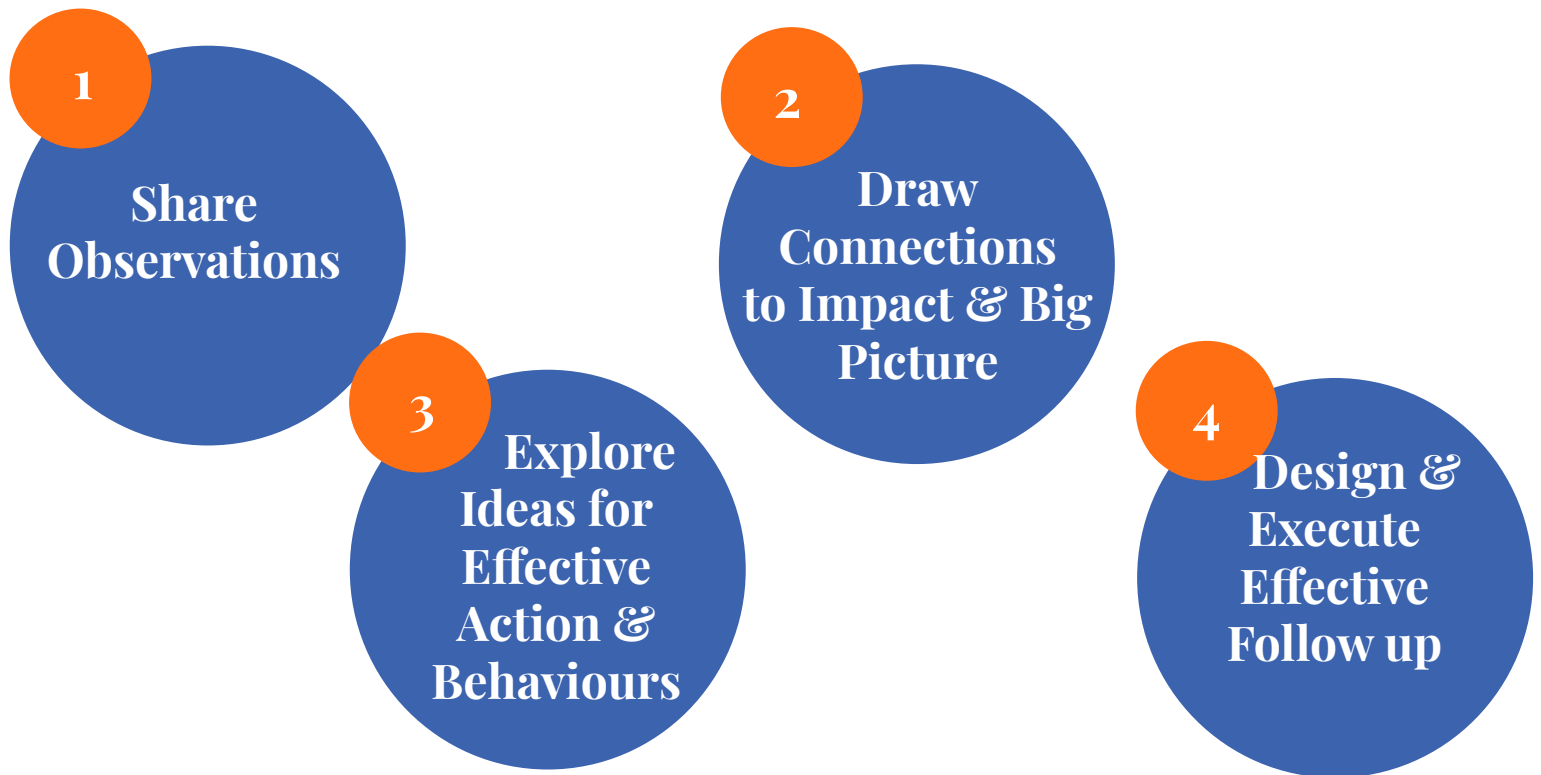 1
Share
Observations
2
Draw
Connections
to Impact & Big
Picture
3
Explore
Ideas for
Effective
Action &
Behaviours
4
Design &
Execute
Effective
Follow up